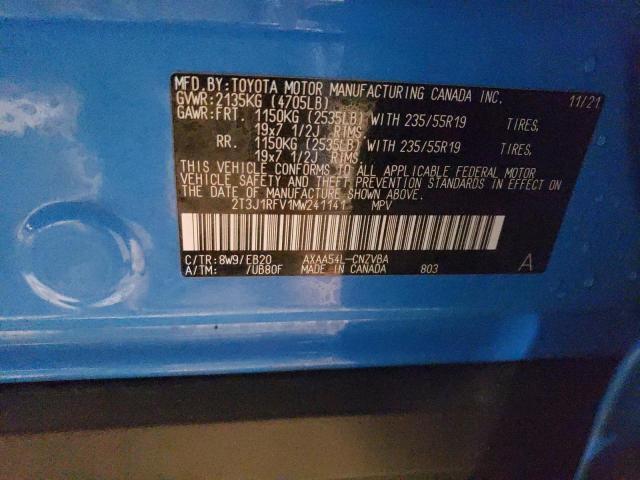 MFD.BY:TOYOTA MOTOR MANUFACTURING CANADA INC. 11/21
GVWR:2135KG (4705LB)
GAWR:FRT. 1150KG (2535LB) WITH 235/55R19 TIRES,
19x7 1/2J RIMS
RR. 1150KG (2535LB) WITH 235/55R19 TIRES,
19x7 1/2J RIMS
THIS VEHICLE CONFORMS TO ALL APPLICABLE FEDERAL MOTOR
VEHICLE SAFETY AND THEFT PREVENTION STANDARDS IN EFFECT ON
THE DATE OF MANUFACTURE SHOWN ABOVE.
2T3J1RFV1MW241141 MPV
C/TR:8W9/EB20 AXAA54L-CNZVBA
A/TM: /UB80F MADE IN CANADA 803 A